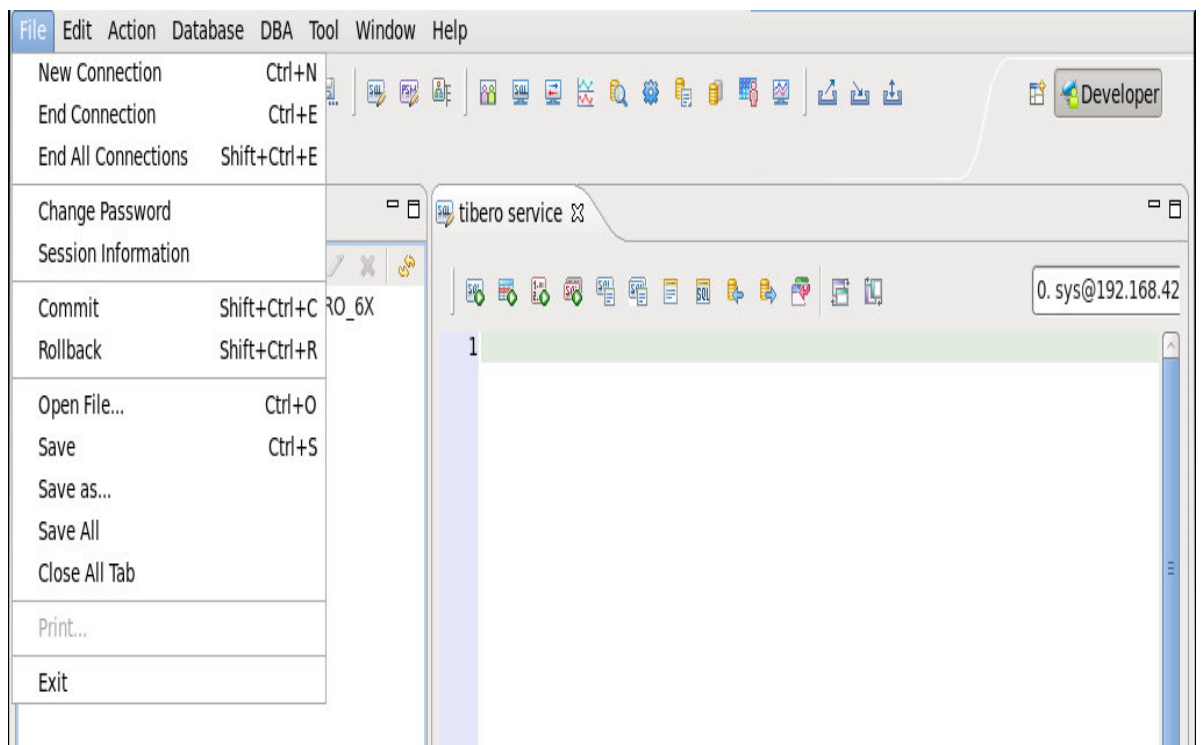 File Edit Action Database DBA Tool Window Help
New Connection Ctrl+N
End Connection Ctrl+E
End All Connections Shift+Ctrl+E
Change Password
Session Information
Commit Shift+Ctrl+C
Rollback Shift+Ctrl+R
Open File... Ctrl+O
Save Ctrl+S
Save as...
Save All
Close All Tab
Print...
Exit
Developer
RO_6X
tibero service
0. sys@192.168.42
1